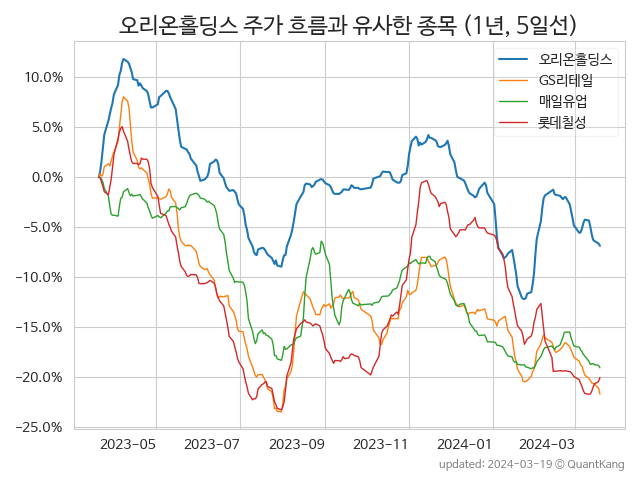 오리온홀딩스 주가 흐름과 유사한 종목 (1년, 5일선)
오리온홀딩스
GS리테일
매일유업
롯데칠성
10.0%
5.0%
0.0%
−5.0%
−10.0%
−15.0%
−20.0%
−25.0%
2023-05 2023-07 2023-09 2023-11 2024-01 2024-03
updated: 2024-03-19 © QuantKang